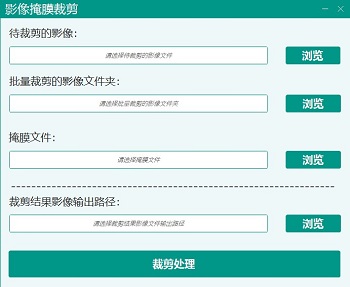 影像掩膜裁剪
待裁剪的影像：
请选择待裁剪的影像文件
浏览
批量裁剪的影像文件夹：
请选择批量裁剪的影像文件夹
浏览
掩膜文件：
请选择掩膜文件
浏览
裁剪结果影像输出路径：
请选择裁剪结果影像文件输出路径
浏览
裁剪处理